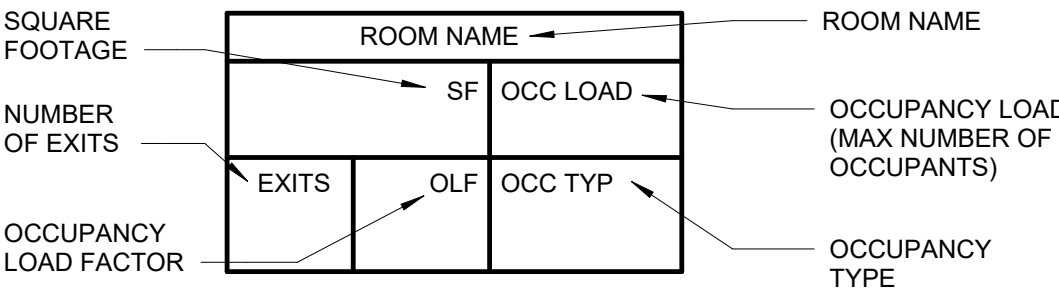 SQUARE
FOOTAGE
ROOM NAME
ROOM NAME
SF
OCC LOAD
NUMBER
OF EXITS
OCCUPANCY LOAD
(MAX NUMBER OF
OCCUPANTS)
EXITS
OLF
OCC TYP
OCCUPANCY
LOAD FACTOR
OCCUPANCY
TYPE